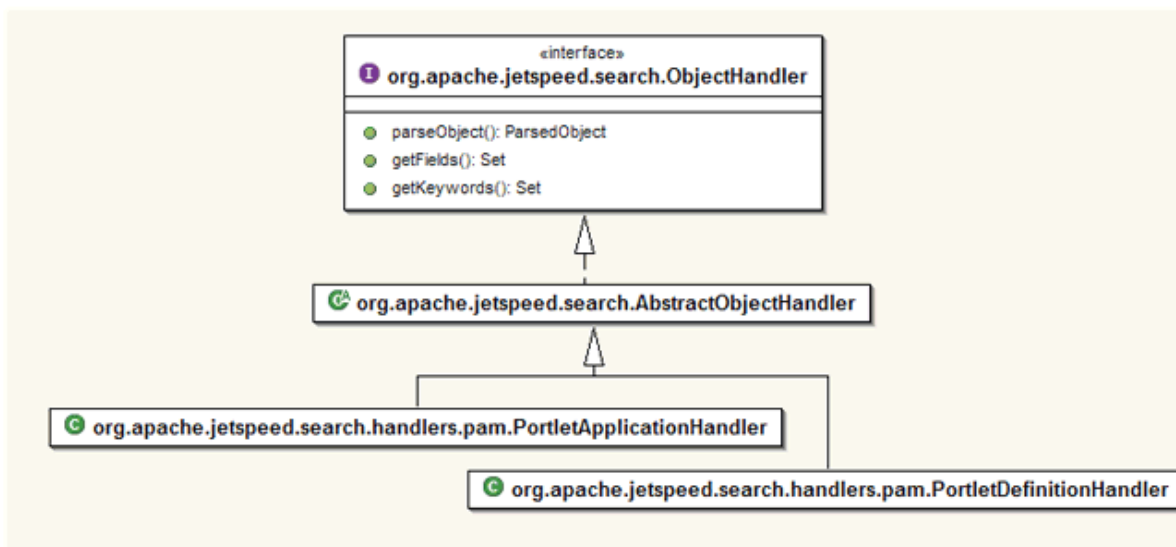 «interface»
I org.apache.jetspeed.search.ObjectHandler
parseObject(): ParsedObject
getFields(): Set
getKeywords(): Set
C A org.apache.jetspeed.search.AbstractObjectHandler
C org.apache.jetspeed.search.handlers.pam.PortletApplicationHandler
C org.apache.jetspeed.search.handlers.pam.PortletDefinitionHandler